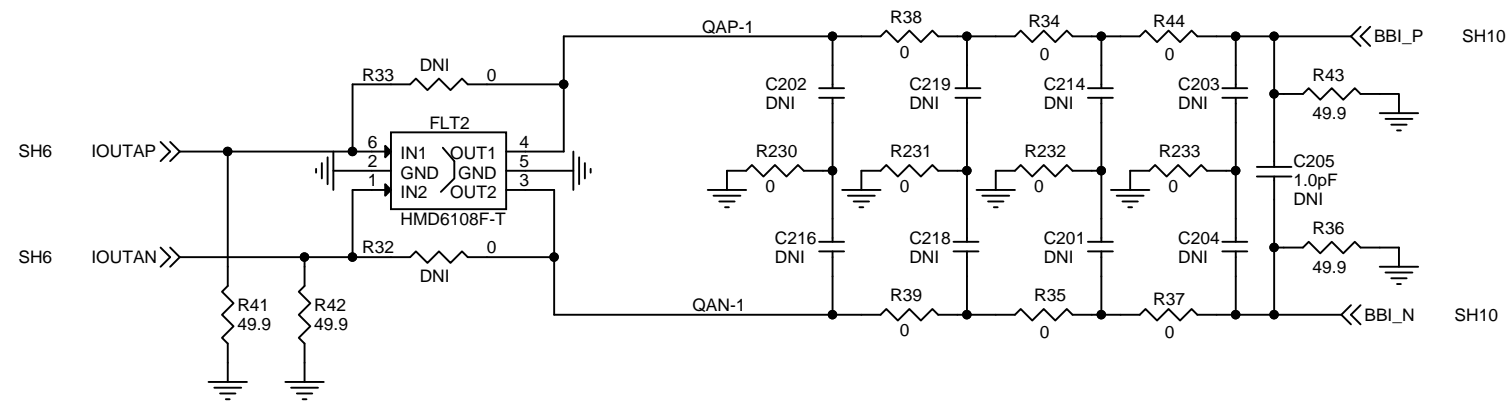 R38
R34
R44
QAP-1
BBI_P
SH10
0
0
0
DNI
R33
0
C202
DNI
C219
DNI
C214
DNI
C203
DNI
R43
49.9
FLT2
SH6
IOUTAP
6
IN1
OUT1
4
2
GND
GND
5
1
IN2
OUT2
3
HMD6108F-T
R230
0
R231
0
R232
0
R233
0
C205
1.0pF
DNI
SH6
IOUTAN
R32
0
DNI
C216
DNI
C218
DNI
C201
DNI
C204
DNI
R36
49.9
R41
49.9
R42
49.9
QAN-1
R39
0
R35
0
R37
0
BBI_N
SH10